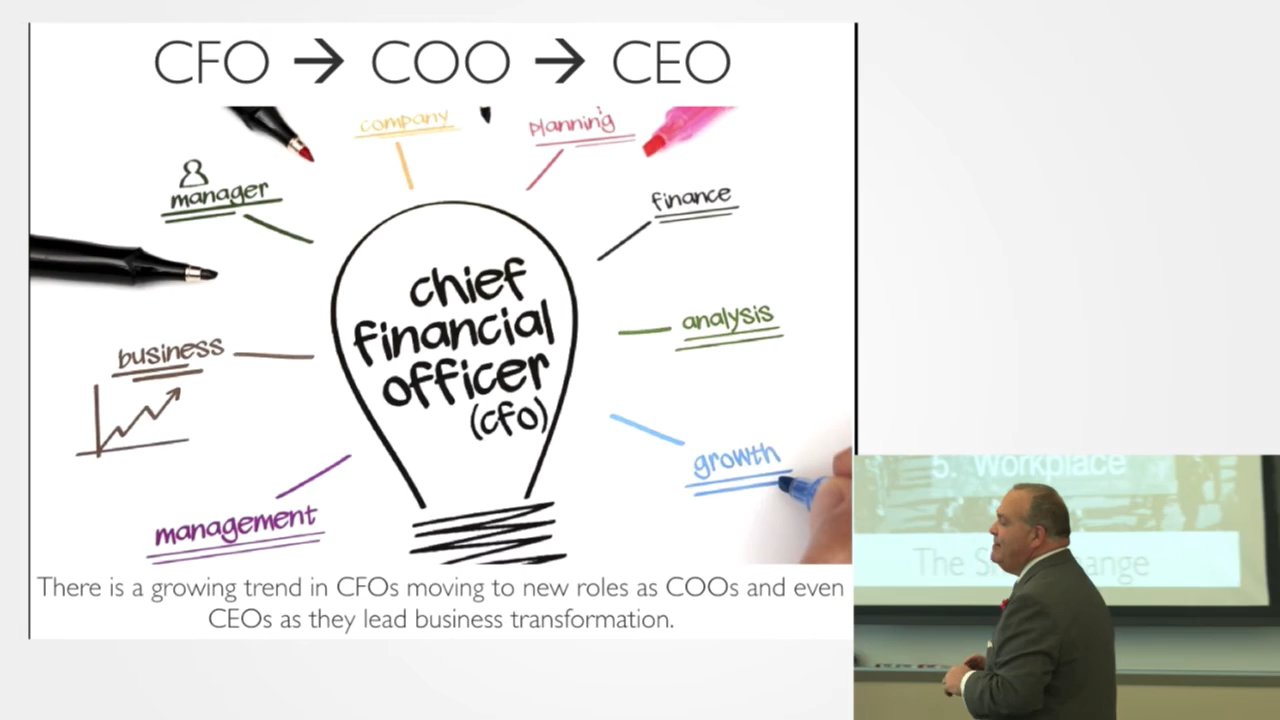 CFO → COO → CEO
company
planning
manager
finance
chief
financial
officer
(cfo)
analysis
business
growth
management
There is a growing trend in CFOs moving to new roles as COOs and even
CEOs as they lead business transformation.
5. Workplace
The